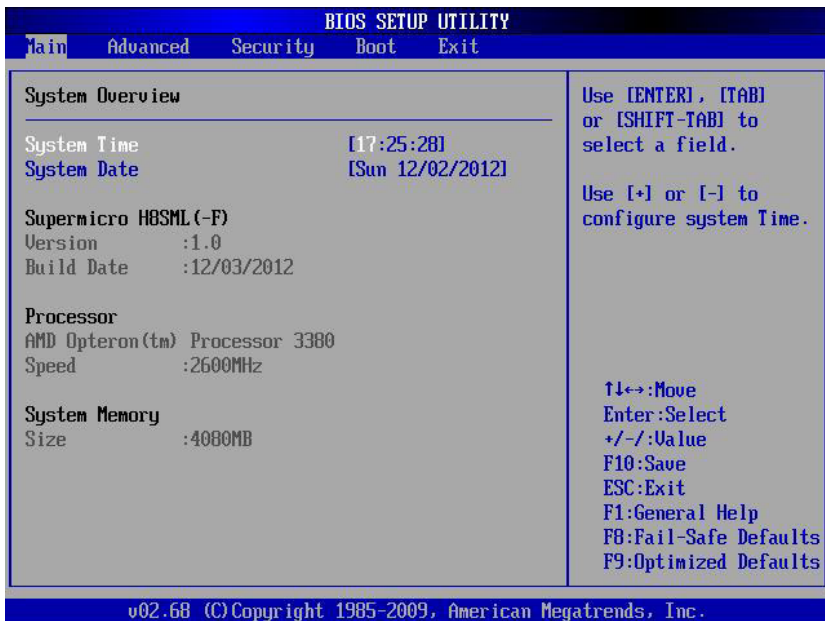 BIOS SETUP UTILITY
Main Advanced Security Boot Exit
System Overview
System Time [17:25:28]
System Date [Sun 12/02/2012]
Supermicro H8SML(-F)
Version :1.0
Build Date :12/03/2012
Processor
AMD Opteron(tm) Processor 3380
Speed :2600MHz
System Memory
Size :4080MB
Use [ENTER], [TAB]
or [SHIFT-TAB] to
select a field.
Use [+] or [-] to
configure system Time.
↑↓←→:Move
Enter:Select
+/-/:Value
F10:Save
ESC:Exit
F1:General Help
F8:Fail-Safe Defaults
F9:Optimized Defaults
v02.68 (C)Copyright 1985-2009, American Megatrends, Inc.